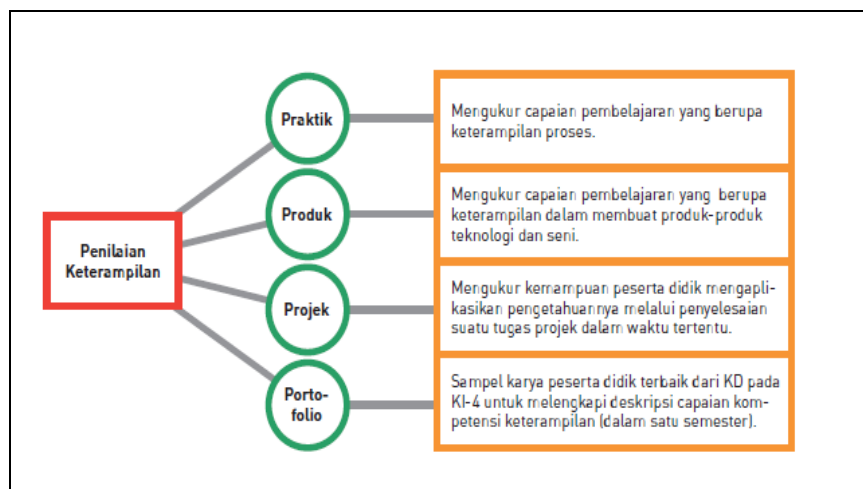 Penilaian
Keterampilan
Praktik
Mengukur capaian pembelajaran yang berupa
keterampilan proses.
Produk
Mengukur capaian pembelajaran yang berupa
keterampilan dalam membuat produk-produk
teknologi dan seni.
Projek
Mengukur kemampuan peserta didik mengapli-
kasikan pengetahuannya melalui penyelesaian
suatu tugas projek dalam waktu tertentu.
Porto-
folio
Sampel karya peserta didik terbaik dari KD pada
KI-4 untuk melengkapi deskripsi capaian kom-
petensi keterampilan (dalam satu semester).